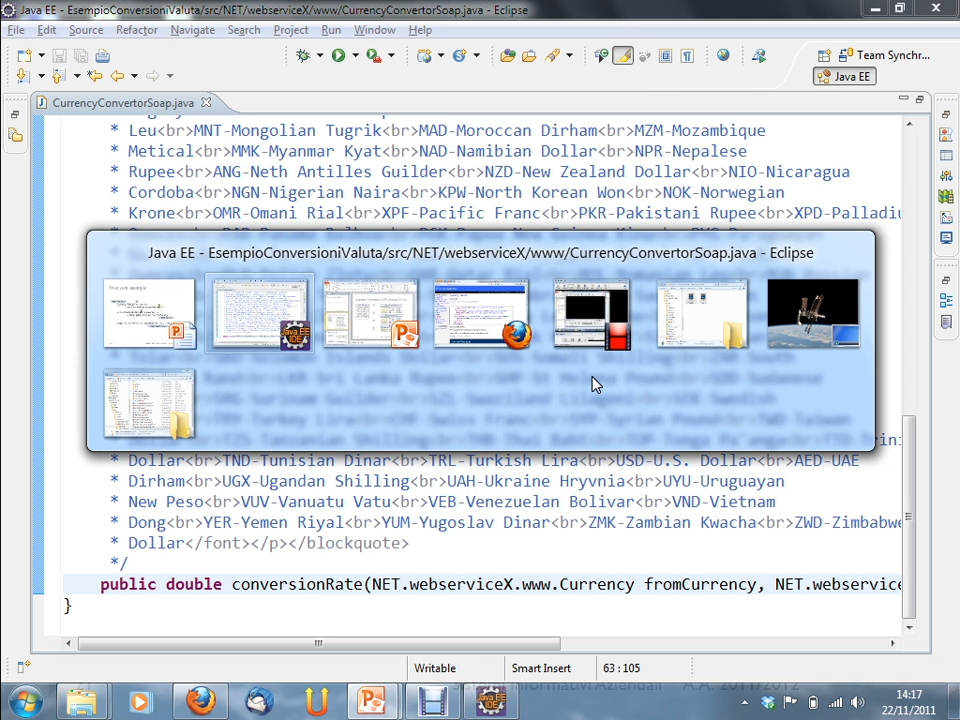 Java EE - EsempioConversioniValuta/src/NET/webserviceX/www/CurrencyConvertorSoap.java - Eclipse
File Edit Source Refactor Navigate Search Project Run Window Help
Team Synchr...
Java EE
CurrencyConvertorSoap.java
* Leu<br>MNT-Mongolian Tugrik<br>MAD-Moroccan Dirham<br>MZM-Mozambique
* Metical<br>MMK-Myanmar Kyat<br>NAD-Namibian Dollar<br>NPR-Nepalese
* Rupee<br>ANG-Neth Antilles Guilder<br>NZD-New Zealand Dollar<br>NIO-Nicaragua
* Cordoba<br>NGN-Nigerian Naira<br>KPW-North Korean Won<br>NOK-Norwegian
* Krone<br>OMR-Omani Rial<br>XPF-Pacific Franc<br>PKR-Pakistani Rupee<br>XPD-Palladiu
Java EE - EsempioConversioniValuta/src/NET/webserviceX/www/CurrencyConvertorSoap.java - Eclipse
Java EE
IDE
* Dollar<br>TND-Tunisian Dinar<br>TRL-Turkish Lira<br>USD-U.S. Dollar<br>AED-UAE
* Dirham<br>UGX-Ugandan Shilling<br>UAH-Ukraine Hryvnia<br>UYU-Uruguayan
* New Peso<br>VUV-Vanuatu Vatu<br>VEB-Venezuelan Bolivar<br>VND-Vietnam
* Dong<br>YER-Yemen Riyal<br>YUM-Yugoslav Dinar<br>ZMK-Zambian Kwacha<br>ZWD-Zimbabwe
* Dollar</font></p></blockquote>
*/
public double conversionRate(NET.webserviceX.www.Currency fromCurrency, NET.webservice
}
Writable Smart Insert 63 : 105
Sistemi Informativi Aziendali A.A. 2011/2012
14:17
22/11/2011